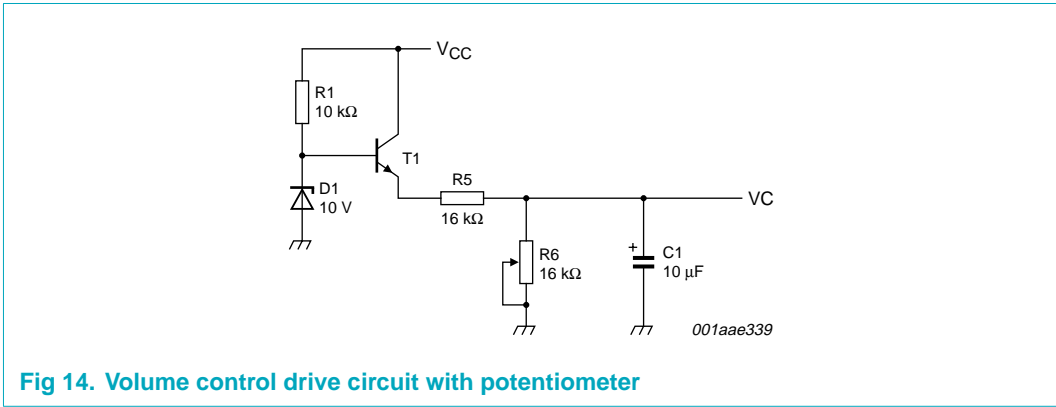 VCC
R1
10 kΩ
T1
D1
10 V
R5
16 kΩ
VC
R6
16 kΩ
+
C1
10 μF
001aae339
Fig 14. Volume control drive circuit with potentiometer